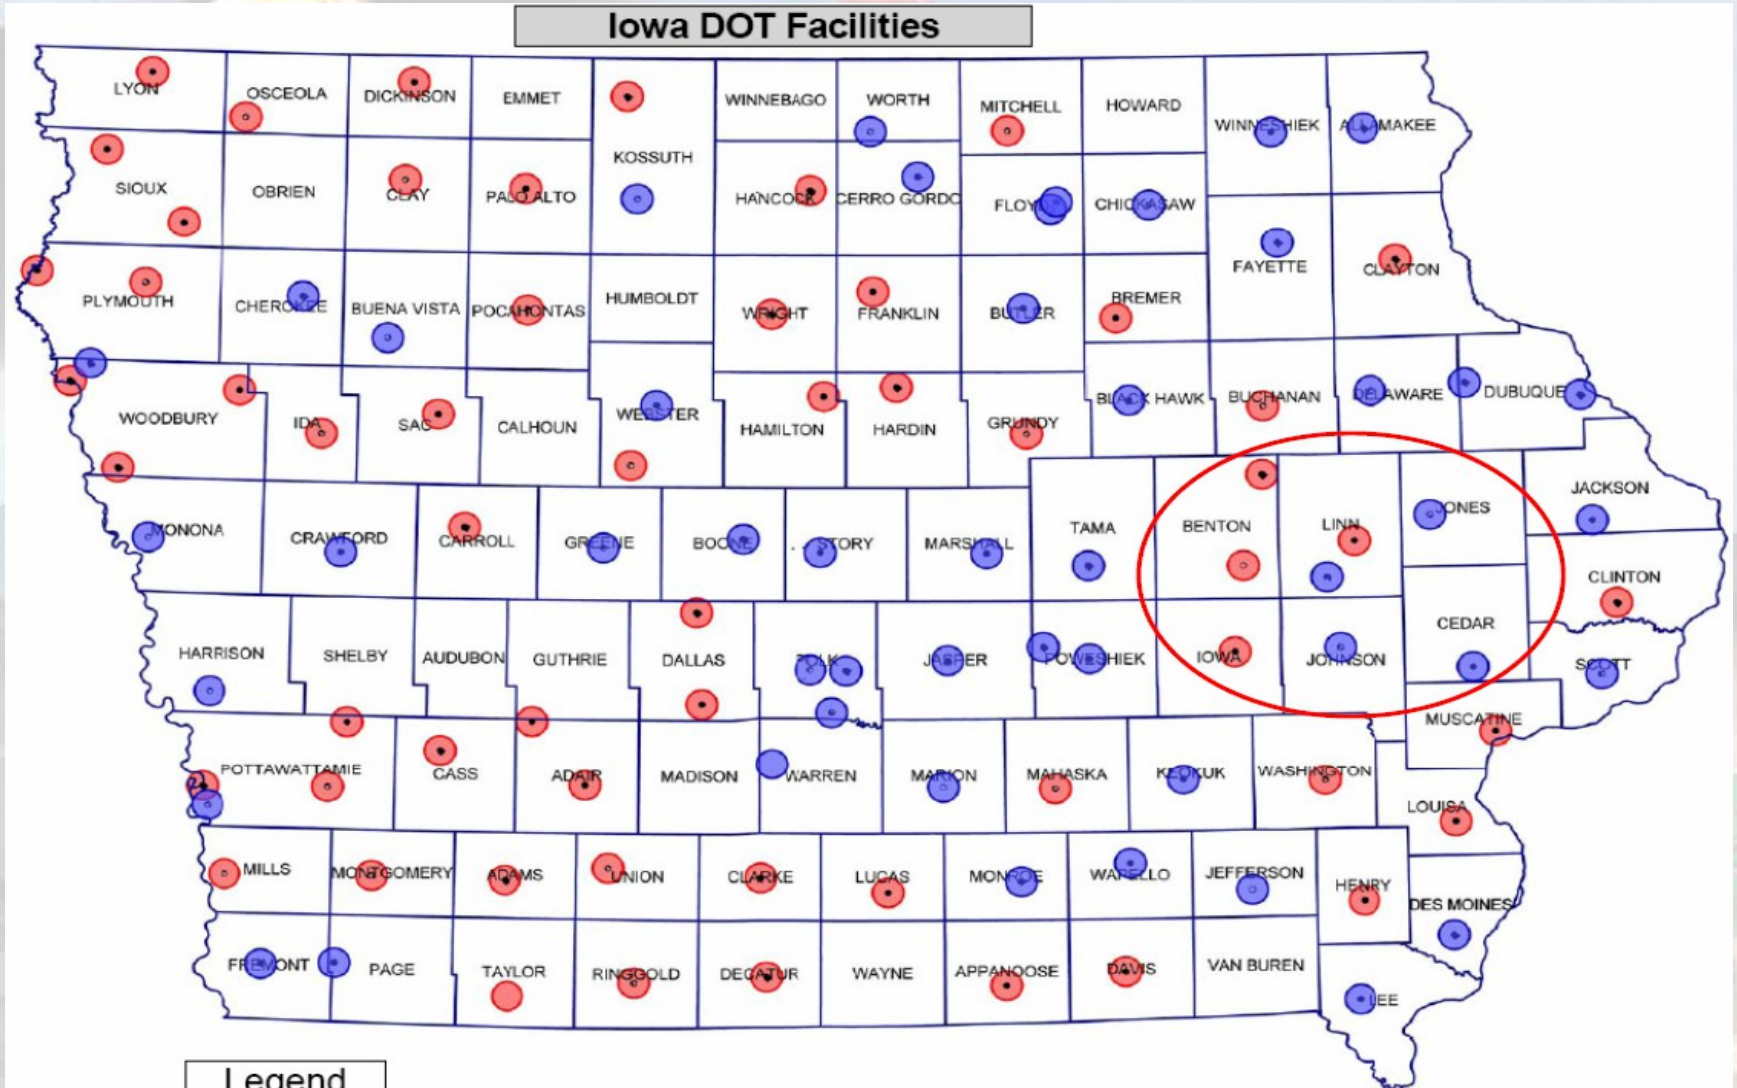 Iowa DOT Facilities
LYON
OSCEOLA
DICKINSON
EMMET
WINNEBAGO
WORTH
MITCHELL
HOWARD
WINNESHIEK
ALLAMAKEE
KOSSUTH
SIOUX
OBRIEN
CLAY
PALO ALTO
HANCOCK
CERRO GORDO
FLOYD
CHICKASAW
FAYETTE
CLAYTON
PLYMOUTH
CHEROKEE
BUENA VISTA
POCAHONTAS
HUMBOLDT
WRIGHT
FRANKLIN
BUTLER
BREMER
WOODBURY
IDA
SAC
CALHOUN
WEBSTER
HAMILTON
HARDIN
GRUNDY
BLACK HAWK
BUCHANAN
DELAWARE
DUBUQUE
MONONA
CRAWFORD
CARROLL
GREENE
BOONE
STORY
MARSHALL
TAMA
BENTON
LINN
JONES
JACKSON
CLINTON
HARRISON
SHELBY
AUDUBON
GUTHRIE
DALLAS
POLK
JASPER
POWESHIEK
IOWA
JOHNSON
CEDAR
SCOTT
MUSCATINE
POTTAWATTAMIE
CASS
ADAIR
MADISON
WARREN
MARION
MAHASKA
KEOKUK
WASHINGTON
LOUISA
MILLS
MONTGOMERY
ADAMS
UNION
CLARKE
LUCAS
MONROE
WAPELLO
JEFFERSON
HENRY
DES MOINES
FREMONT
PAGE
TAYLOR
RINGGOLD
DECATUR
WAYNE
APPANOOSE
DAVIS
VAN BUREN
LEE
Legend